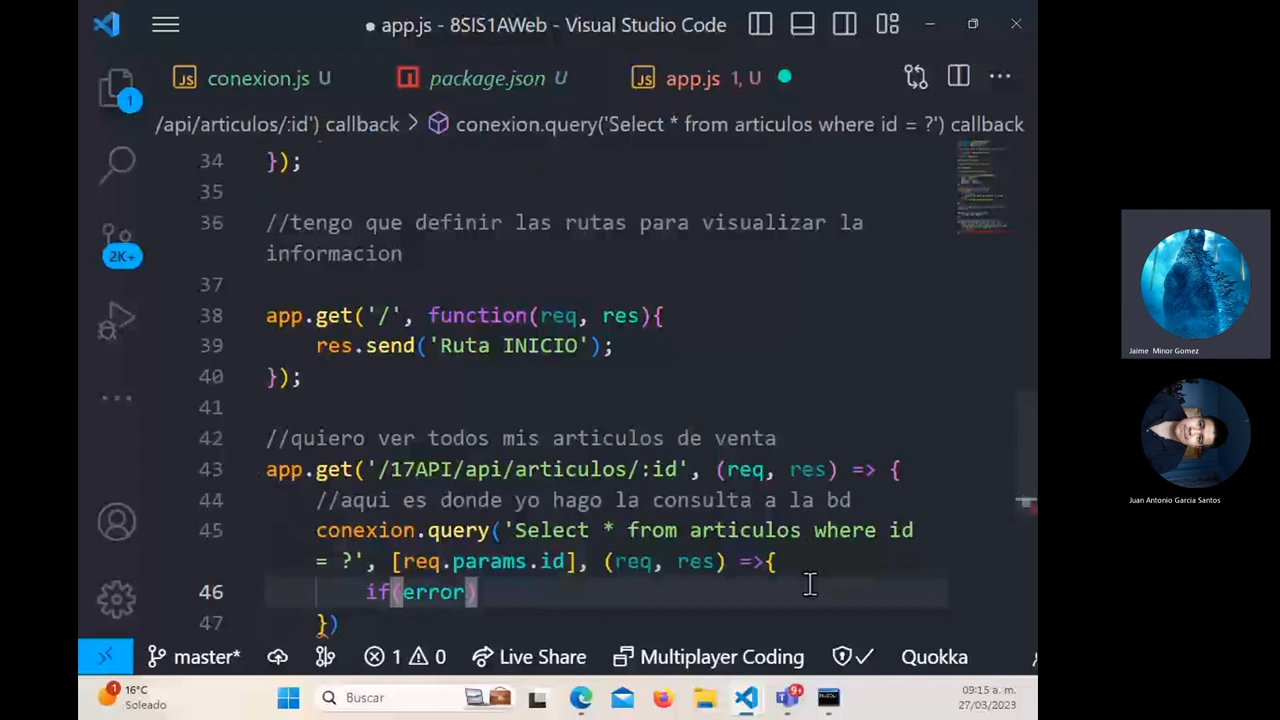 app.js - 8SIS1AWeb - Visual Studio Code
conexion.js U
package.json U
app.js 1, U
/api/articulos/:id') callback > conexion.query('Select * from articulos where id = ?') callback
34 });
35
36 //tengo que definir las rutas para visualizar la
informacion
37
38 app.get('/', function(req, res){
39 res.send('Ruta INICIO');
40 });
41
42 //quiero ver todos mis articulos de venta
43 app.get('/17API/api/articulos/:id', (req, res) => {
44 //aqui es donde yo hago la consulta a la bd
45 conexion.query('Select * from articulos where id
= ?', [req.params.id], (req, res) =>{
46 if(error)
47 })
1
2K+
master* 1 0 Live Share Multiplayer Coding Quokka
1
16°C
Soleado
Buscar
9+
09:15 a. m.
27/03/2023
Jaime Minor Gomez
Juan Antonio Garcia Santos